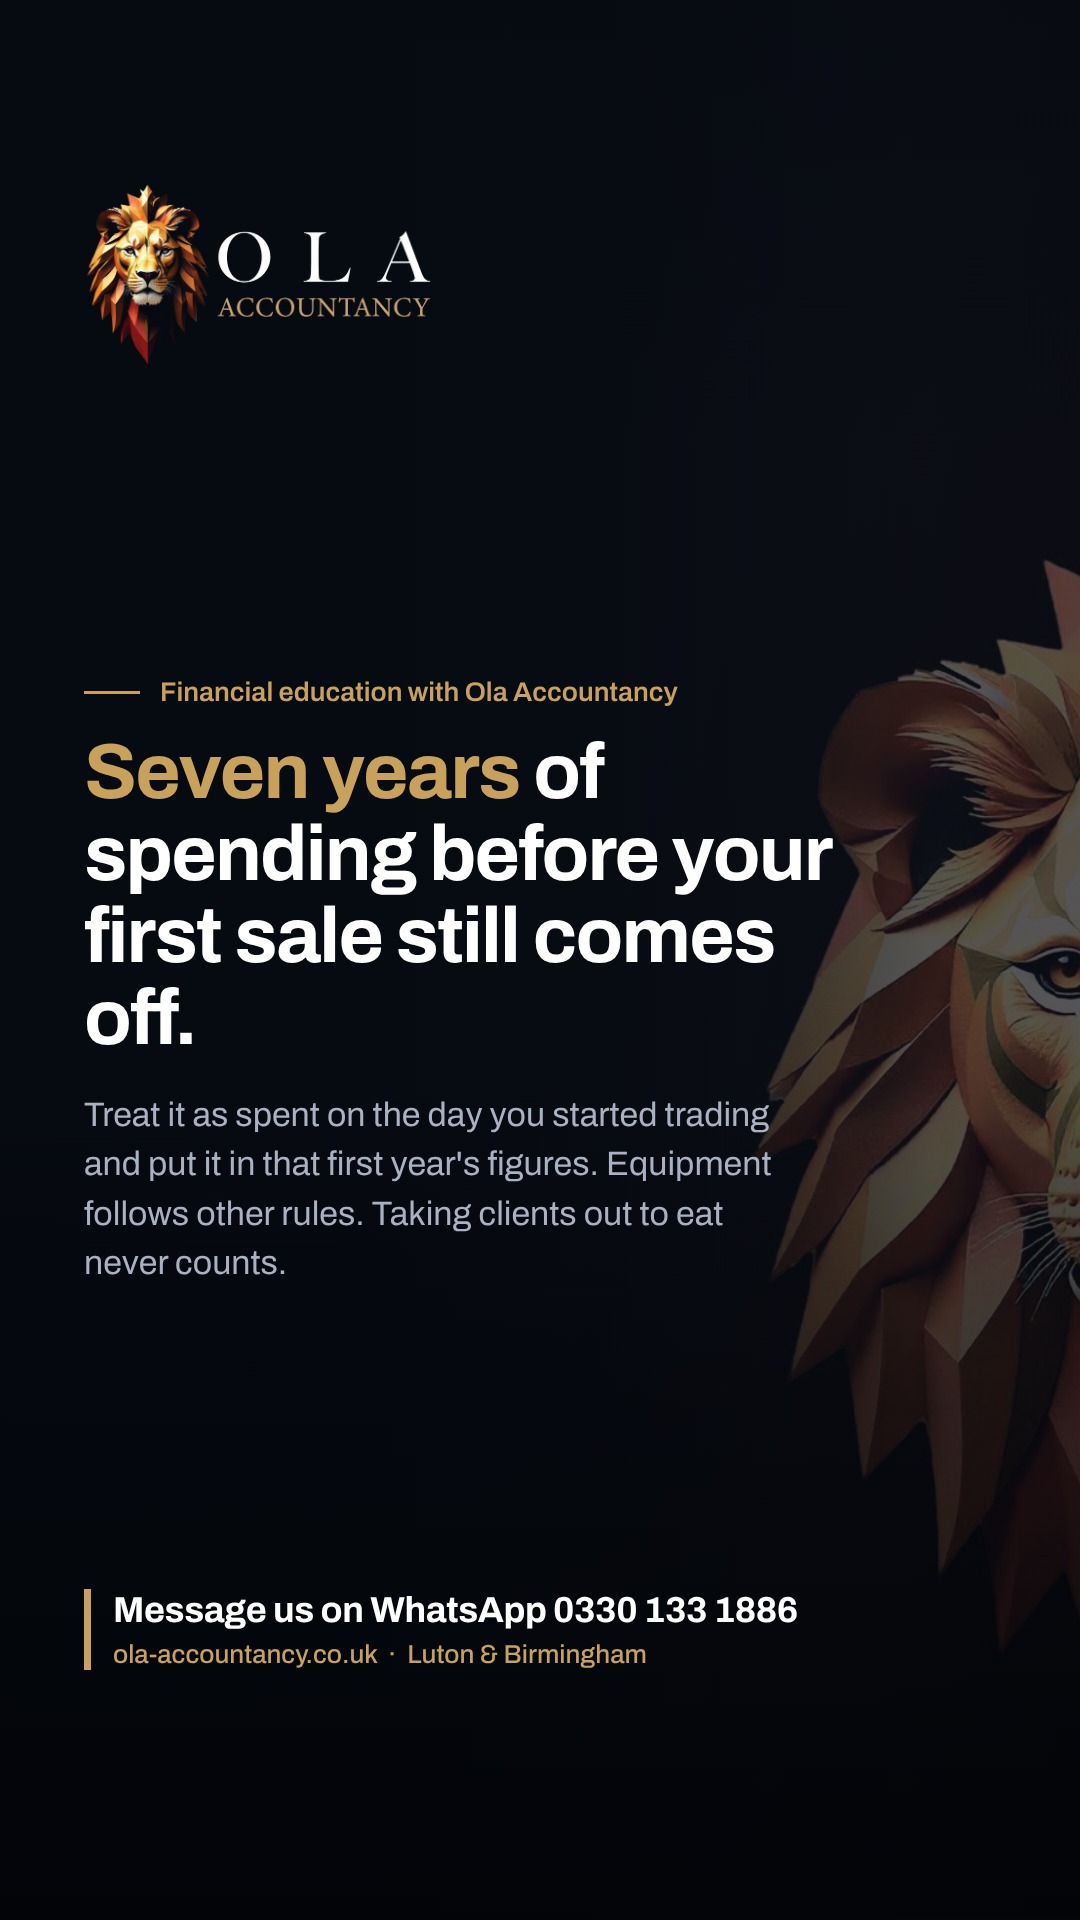 OLA
ACCOUNTANCY
Financial education with Ola Accountancy
Seven years of
spending before your
first sale still comes
off.
Treat it as spent on the day you started trading
and put it in that first year's figures. Equipment
follows other rules. Taking clients out to eat
never counts.
Message us on WhatsApp 0330 133 1886
ola-accountancy.co.uk · Luton & Birmingham